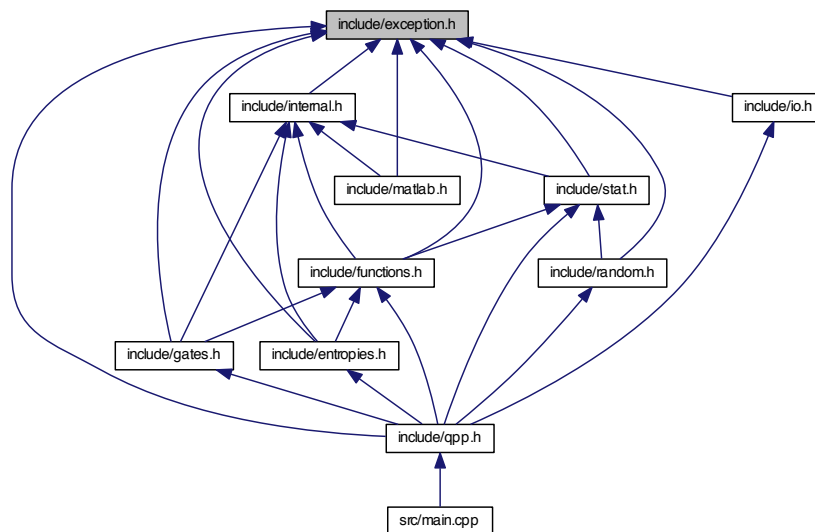 include/exception.h
include/internal.h
include/io.h
include/matlab.h
include/stat.h
include/functions.h
include/random.h
include/gates.h
include/entropies.h
include/qpp.h
src/main.cpp